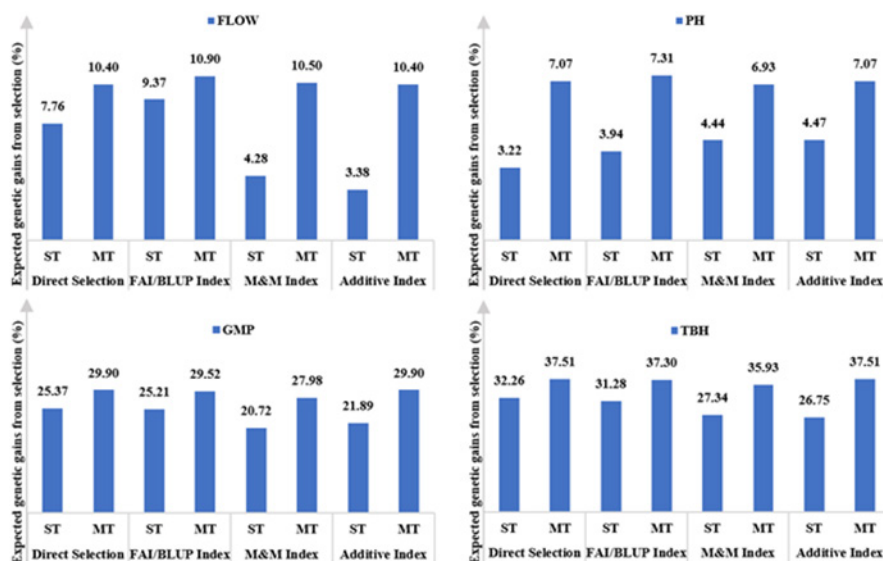 FLOW
Expected genetic gains from selection (%)
7.76 10.40 9.37 10.90 4.28 10.50 3.38 10.40
ST MT ST MT ST MT ST MT
Direct Selection FAI/BLUP Index M&M Index Additive Index
PH
Expected genetic gains from selection (%)
3.22 7.07 3.94 7.31 4.44 6.93 4.47 7.07
ST MT ST MT ST MT ST MT
Direct Selection FAI/BLUP Index M&M Index Additive Index
GMP
Expected genetic gains from selection (%)
25.37 29.90 25.21 29.52 20.72 27.98 21.89 29.90
ST MT ST MT ST MT ST MT
Direct Selection FAI/BLUP Index M&M Index Additive Index
TBH
Expected genetic gains from selection (%)
32.26 37.51 31.28 37.30 27.34 35.93 26.75 37.51
ST MT ST MT ST MT ST MT
Direct Selection FAI/BLUP Index M&M Index Additive Index